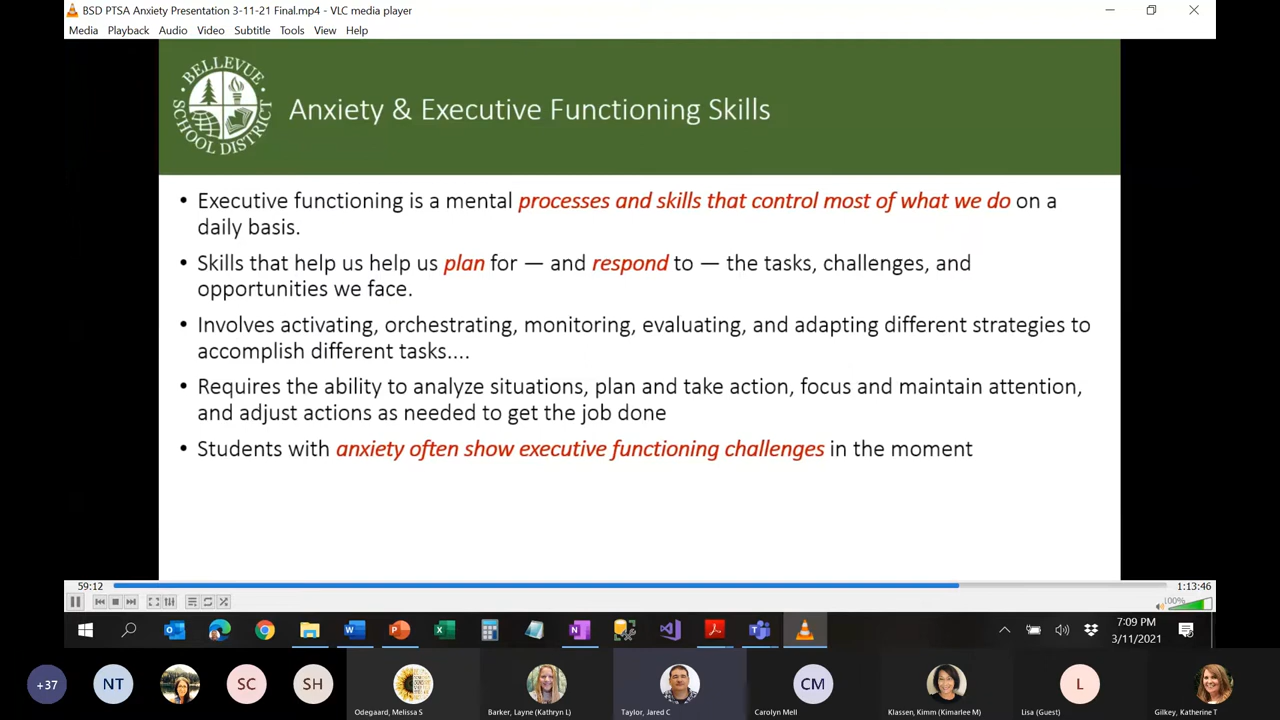 BSD PTSA Anxiety Presentation 3-11-21 Final.mp4 - VLC media player
Media Playback Audio Video Subtitle Tools View Help
BELLEVUE
SCHOOL DISTRICT
Anxiety & Executive Functioning Skills
• Executive functioning is a mental processes and skills that control most of what we do on a
daily basis.
• Skills that help us help us plan for — and respond to — the tasks, challenges, and
opportunities we face.
• Involves activating, orchestrating, monitoring, evaluating, and adapting different strategies to
accomplish different tasks....
• Requires the ability to analyze situations, plan and take action, focus and maintain attention,
and adjust actions as needed to get the job done
• Students with anxiety often show executive functioning challenges in the moment
59:12
1:13:46
100%
7:09 PM
3/11/2021
+37 NT SC SH CM L
Odegaard, Melissa S Barker, Layne (Kathryn L) Taylor, Jared C Carolyn Mell Klassen, Kimm (Kimarlee M) Lisa (Guest) Gilkey, Katherine T